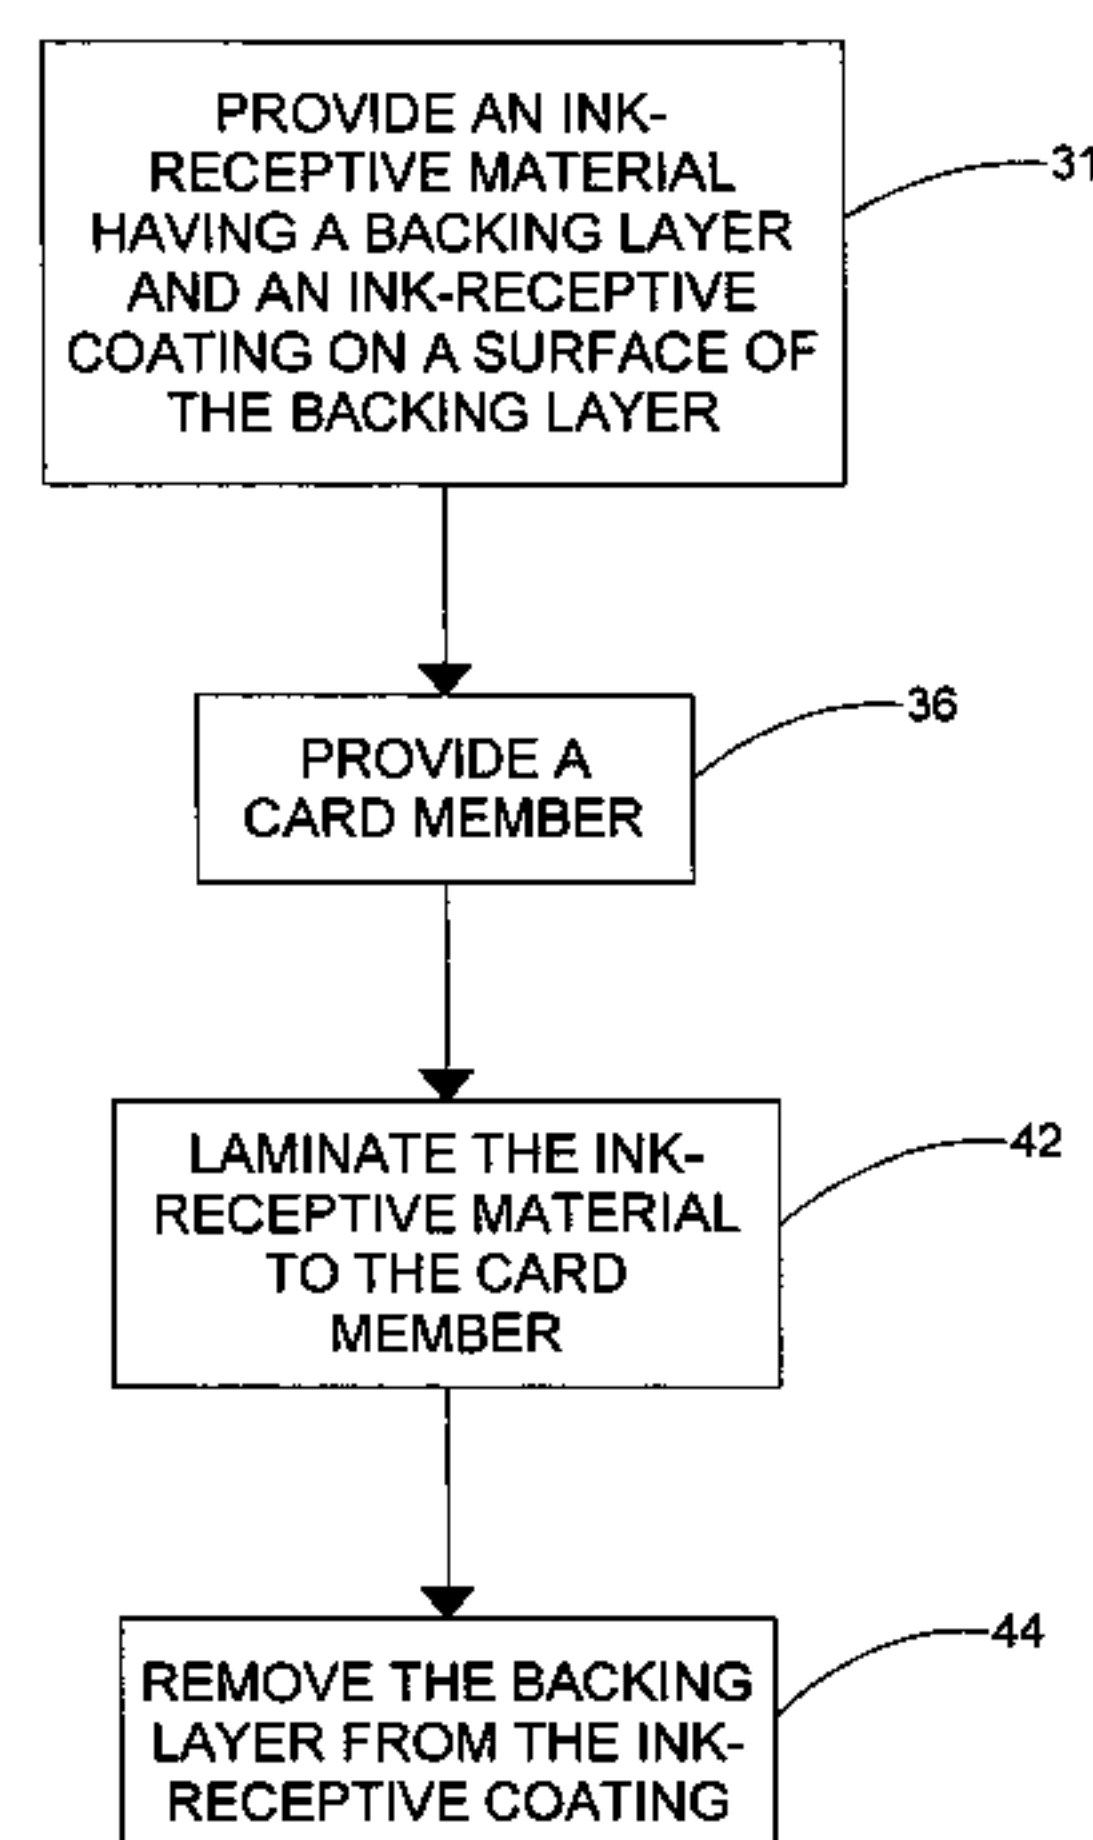 PROVIDE AN INK-
RECEPTIVE MATERIAL
HAVING A BACKING LAYER
AND AN INK-RECEPTIVE
COATING ON A SURFACE OF
THE BACKING LAYER
31
PROVIDE A
CARD MEMBER
36
LAMINATE THE INK-
RECEPTIVE MATERIAL
TO THE CARD
MEMBER
42
REMOVE THE BACKING
LAYER FROM THE INK-
RECEPTIVE COATING
44